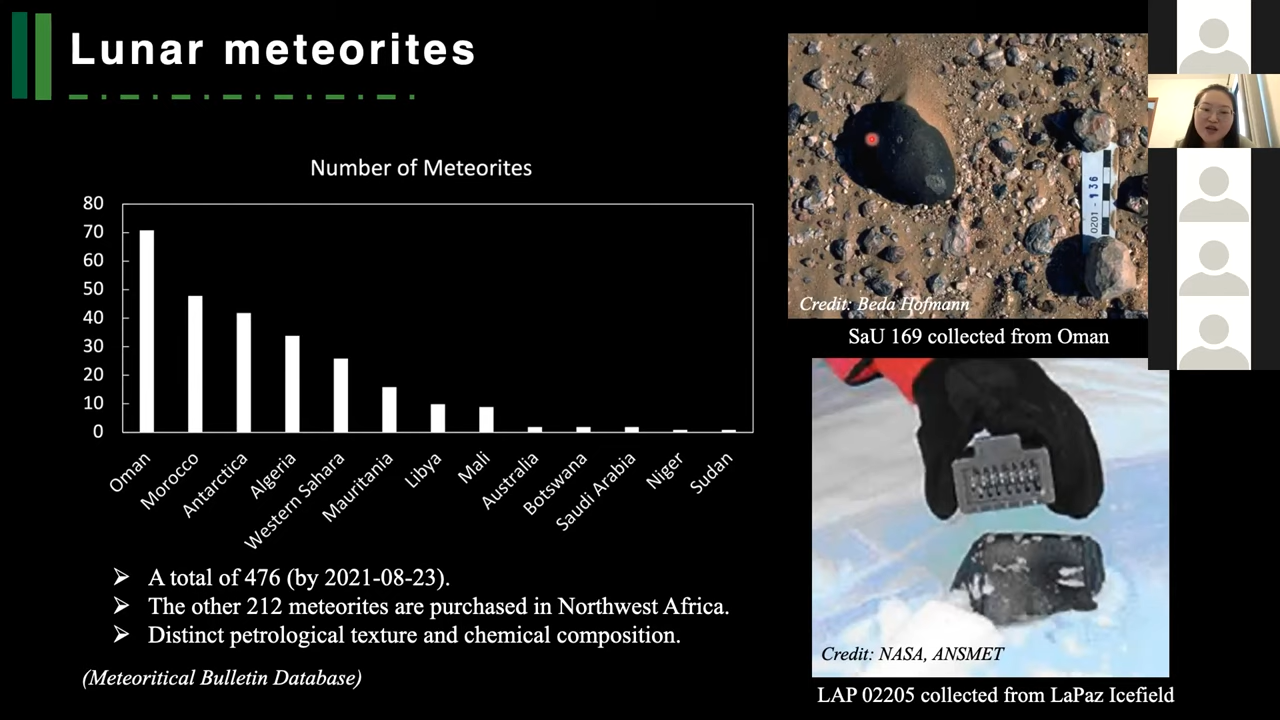 Lunar meteorites
Number of Meteorites
80
70
60
50
40
30
20
10
0
Oman
Morocco
Antarctica
Algeria
Western Sahara
Mauritania
Libya
Mali
Australia
Botswana
Saudi Arabia
Niger
Sudan
➢ A total of 476 (by 2021-08-23).
➢ The other 212 meteorites are purchased in Northwest Africa.
➢ Distinct petrological texture and chemical composition.
(Meteoritical Bulletin Database)
0201 - 136
Credit: Beda Hofmann
SaU 169 collected from Oman
Credit: NASA, ANSMET
LAP 02205 collected from LaPaz Icefield